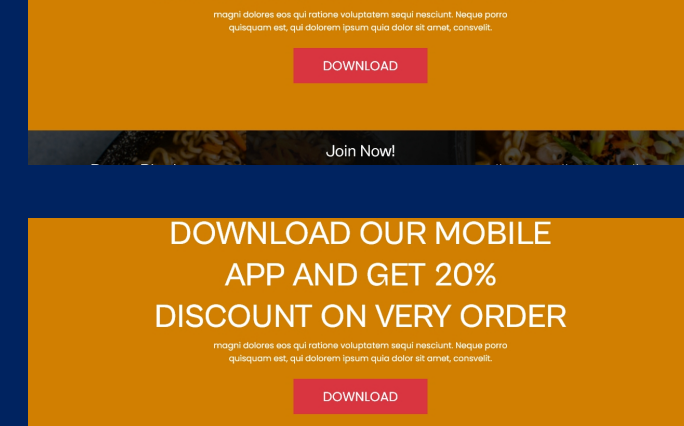 magni dolores eos qui ratione voluptatem sequi nesciunt. Neque porro
quisquam est, qui dolorem ipsum quia dolor sit amet, consvelit.
DOWNLOAD
Join Now!
DOWNLOAD OUR MOBILE
APP AND GET 20%
DISCOUNT ON VERY ORDER
magni dolores eos qui ratione voluptatem sequi nesciunt. Neque porro
quisquam est, qui dolorem ipsum quia dolor sit amet, consvelit.
DOWNLOAD